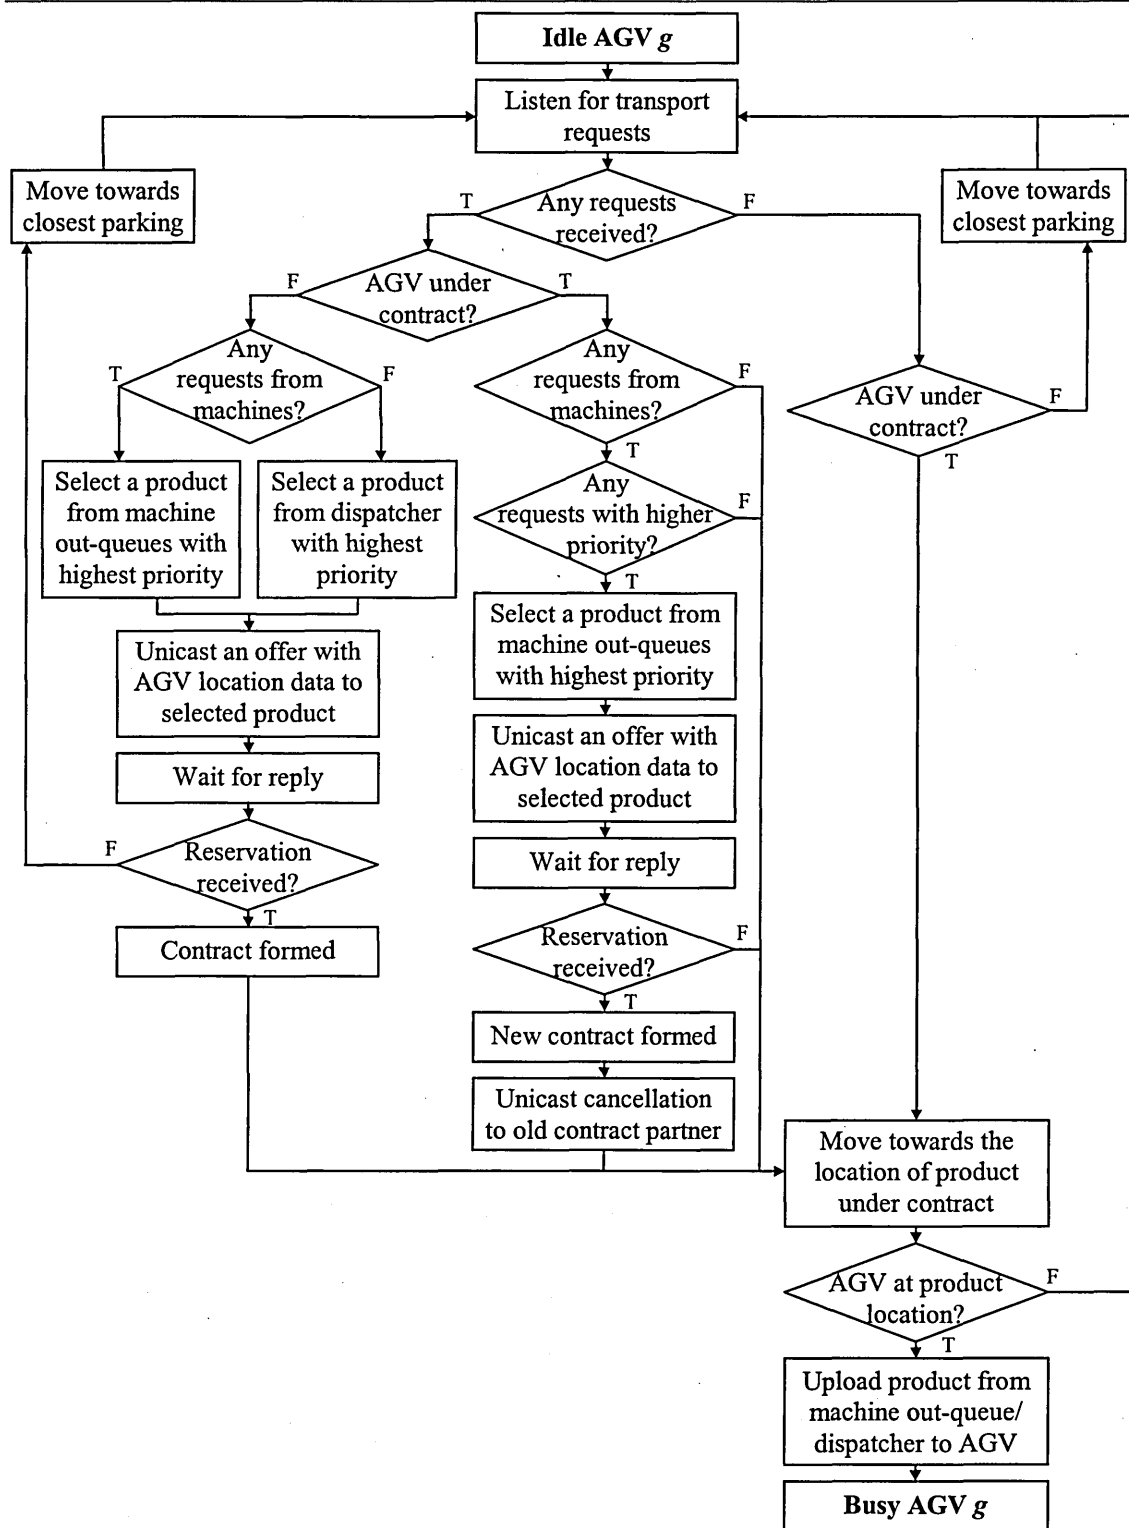 Idle AGV g
Listen for transport
requests
Move towards
closest parking
Move towards
closest parking
T
Any requests
received?
F
F
AGV under
contract?
T
T
Any
requests from
machines?
F
Any
requests from
machines?
F
AGV under
contract?
F
T
T
Select a product
from machine
out-queues with
highest priority
Select a product
from dispatcher
with highest
priority
Any
requests with higher
priority?
F
T
Select a product from
machine out-queues
with highest priority
Unicast an offer with
AGV location data to
selected product
Unicast an offer with
AGV location data to
selected product
Wait for reply
Wait for reply
F
Reservation
received?
T
Contract formed
Reservation
received?
F
T
New contract formed
Unicast cancellation
to old contract partner
Move towards the
location of product
under contract
AGV at product
location?
F
T
Upload product from
machine out-queue/
dispatcher to AGV
Busy AGV g